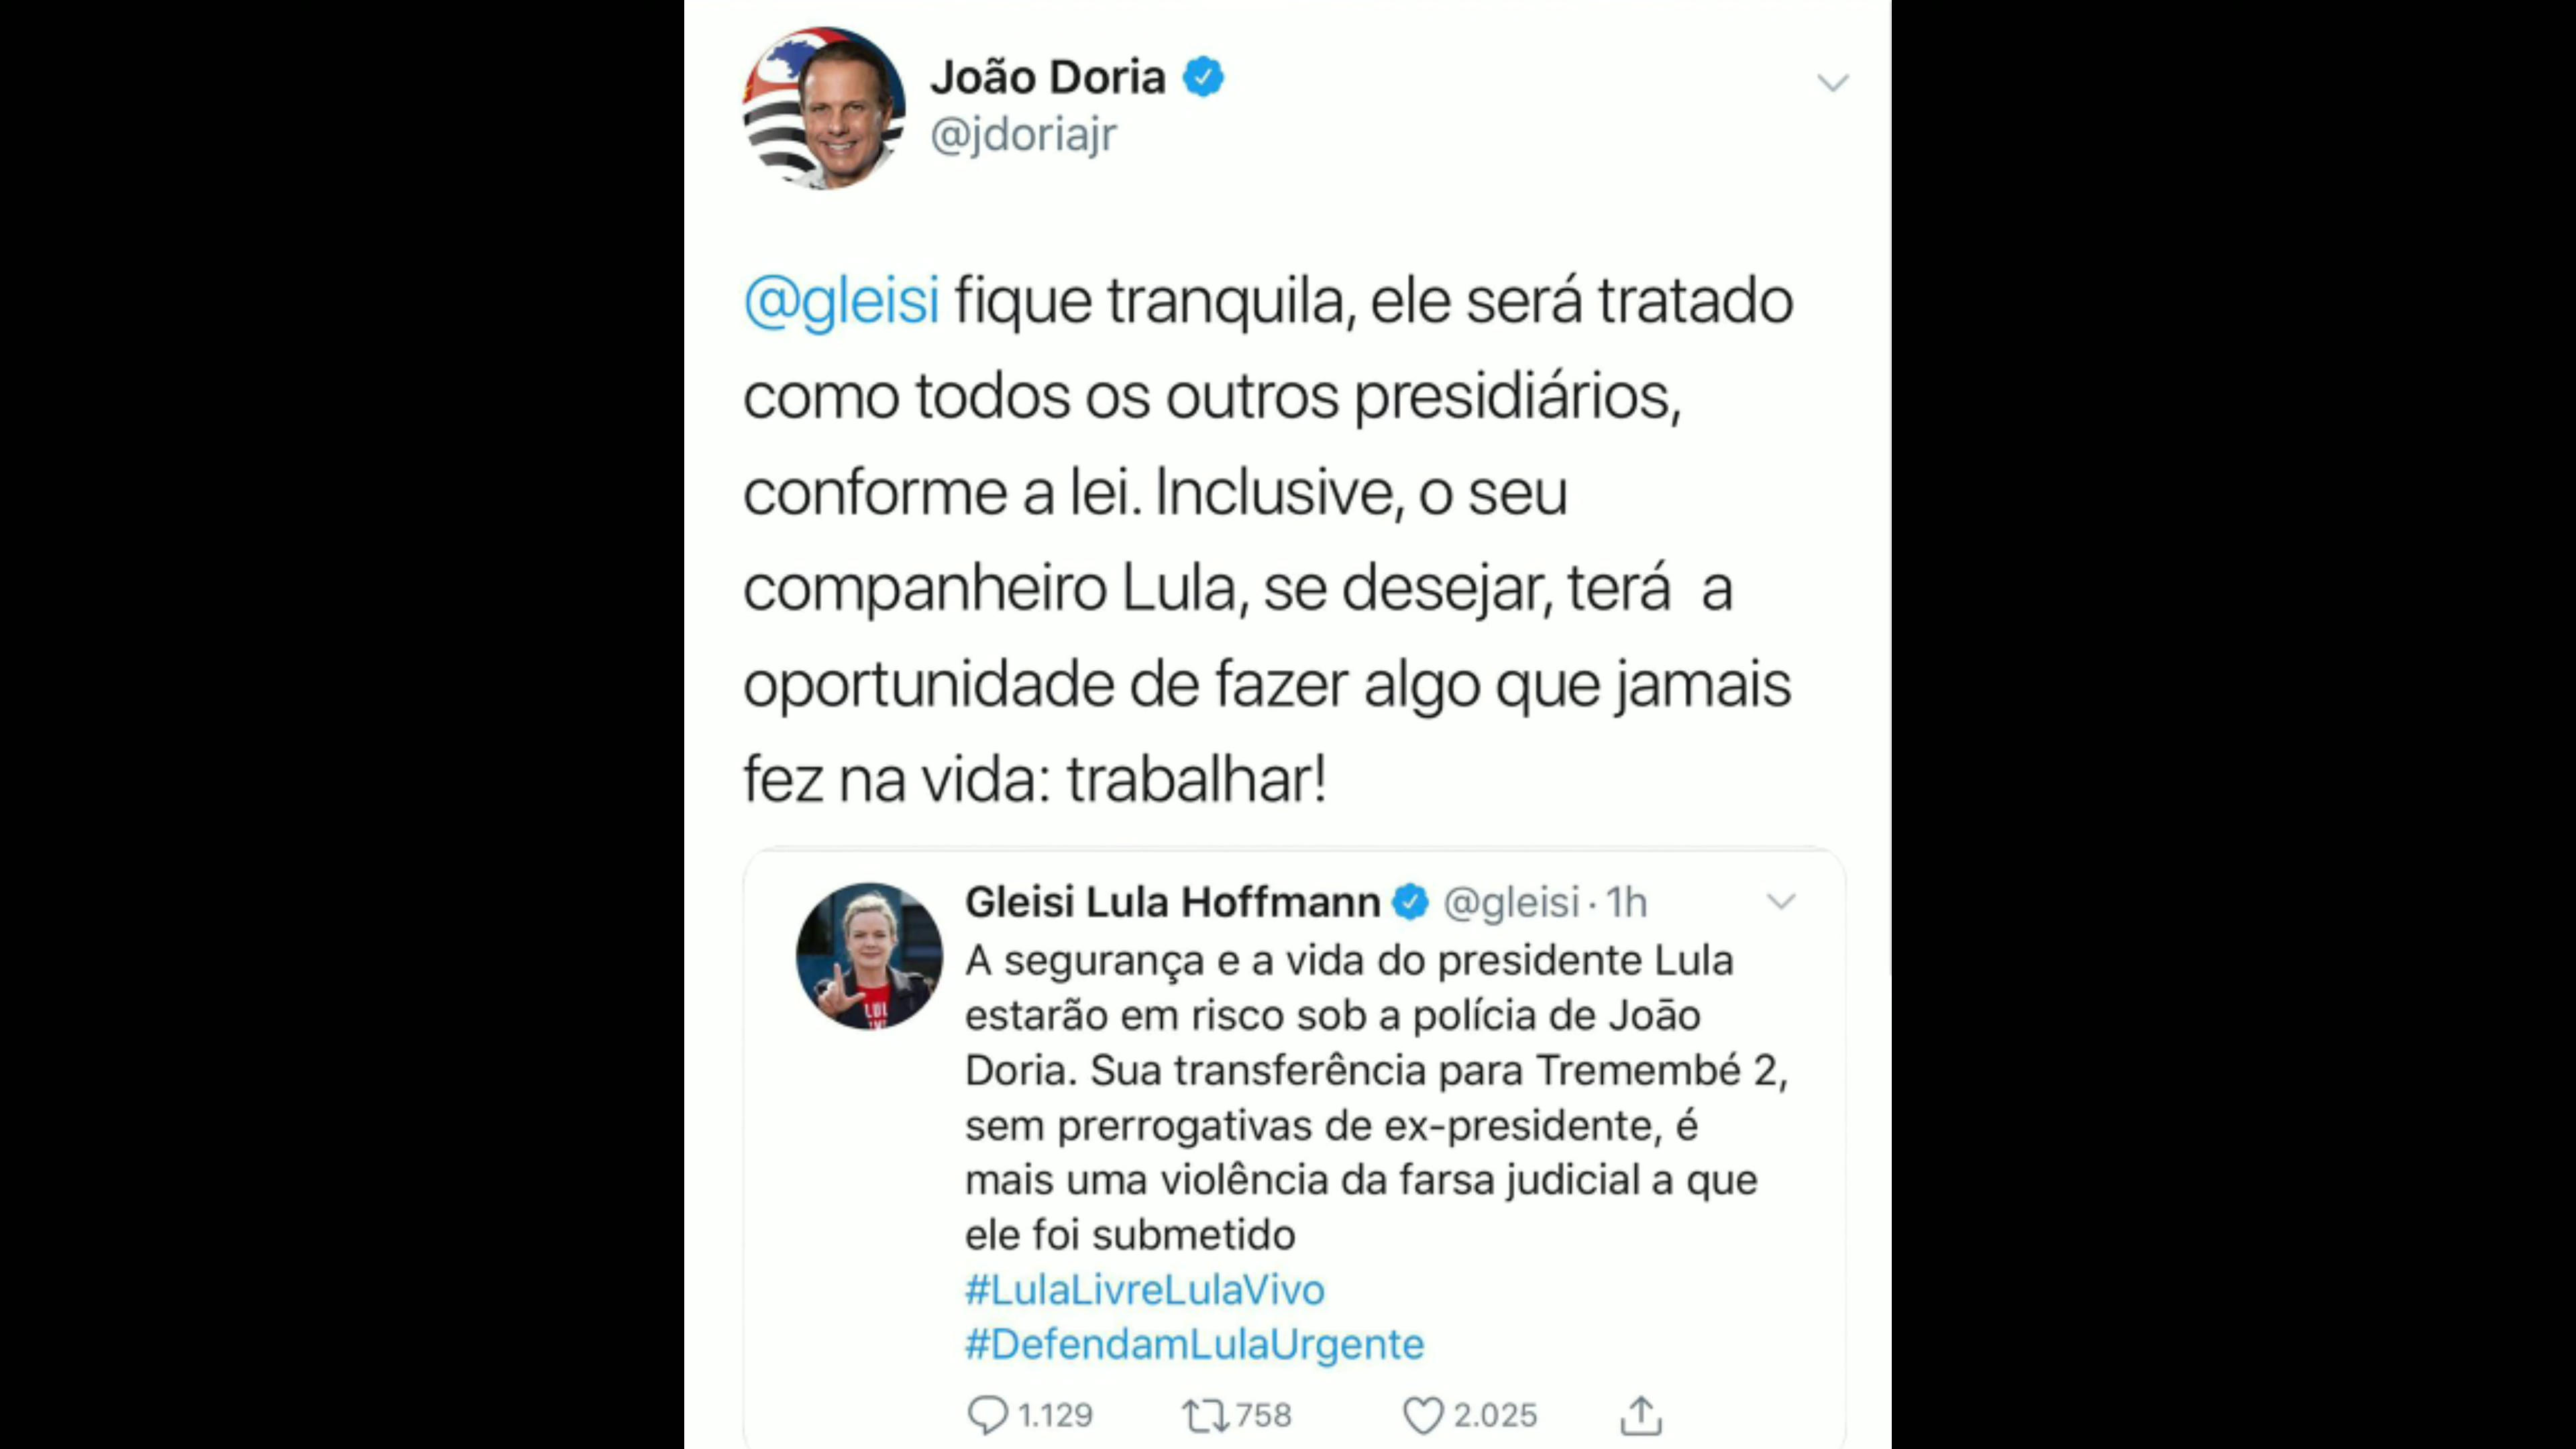 João Doria
@jdoriajr
@gleisi fique tranquila, ele será tratado
como todos os outros presidiários,
conforme a lei. Inclusive, o seu
companheiro Lula, se desejar, terá a
oportunidade de fazer algo que jamais
fez na vida: trabalhar!
Gleisi Lula Hoffmann @gleisi · 1h
A segurança e a vida do presidente Lula
estarão em risco sob a polícia de João
Doria. Sua transferência para Tremembé 2,
sem prerrogativas de ex-presidente, é
mais uma violência da farsa judicial a que
ele foi submetido
#LulaLivreLulaVivo
#DefendamLulaUrgente
1.129 758 2.025